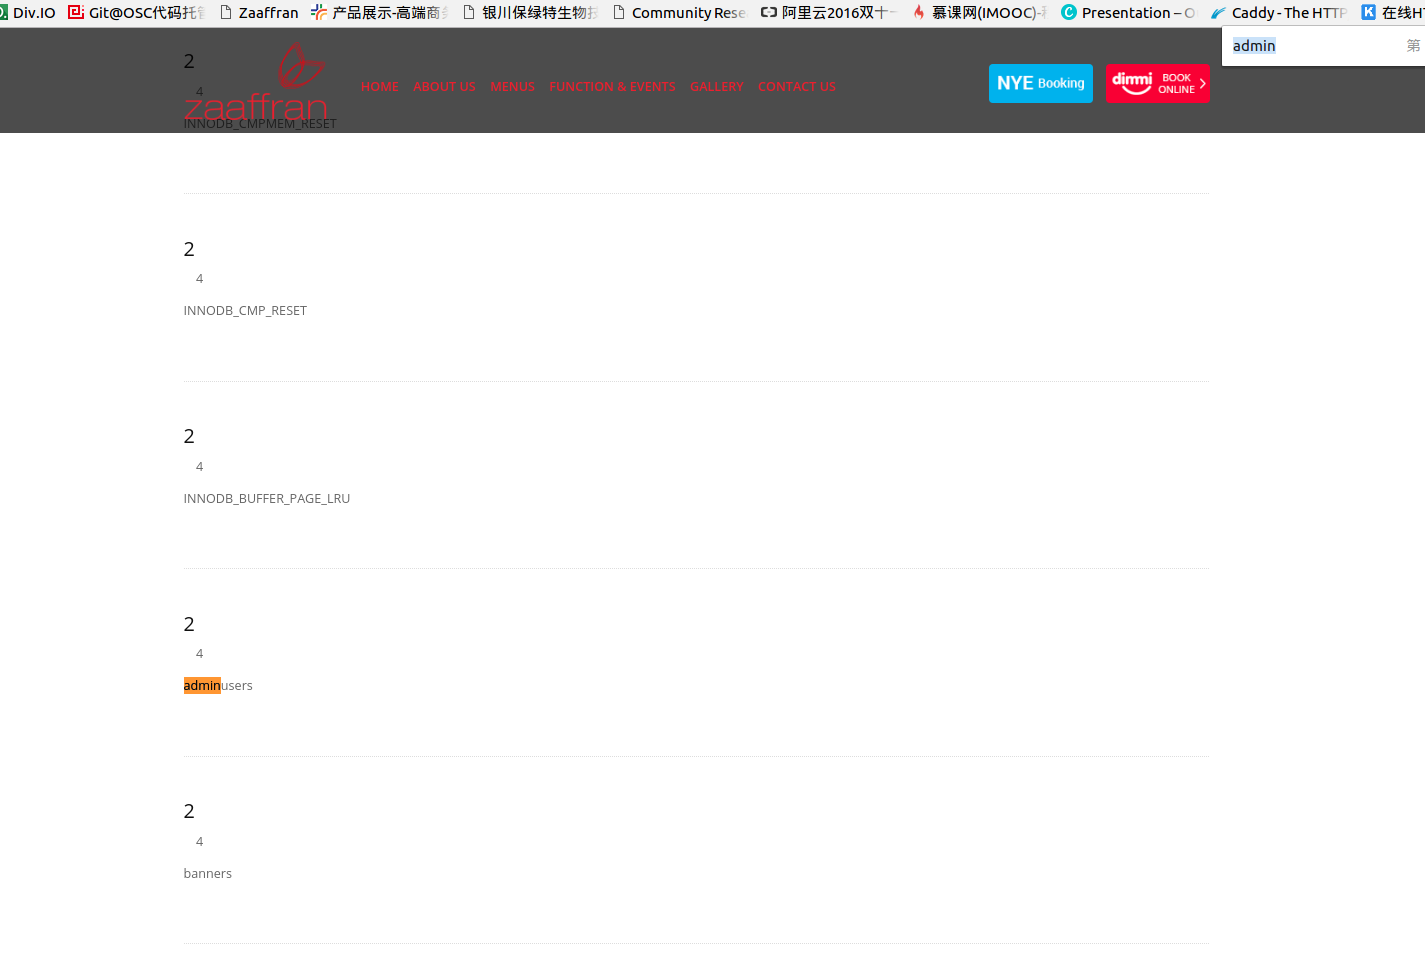 Div.IO Git@OSC代码托管 Zaaffran 产品展示-高端商务 银川保绿特生物技 Community Rese 阿里云2016双十一 慕课网(IMOOC)-程 Presentation – O Caddy - The HTTP 在线HT
admin 第
2
4
zaaffran
INNODB_CMPMEM_RESET
HOME ABOUT US MENUS FUNCTION & EVENTS GALLERY CONTACT US
NYE Booking
dimmi BOOK ONLINE
2
4
INNODB_CMP_RESET
2
4
INNODB_BUFFER_PAGE_LRU
2
4
adminusers
2
4
banners